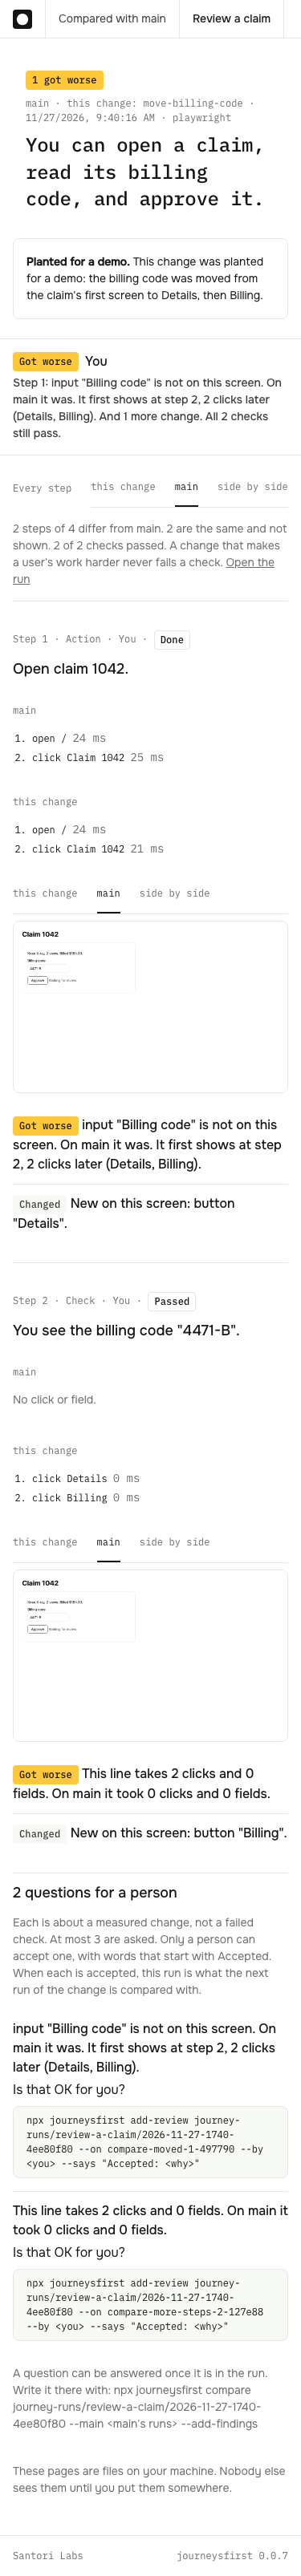 Compared with main
Review a claim
1 got worse
main · this change: move-billing-code ·
11/27/2026, 9:40:16 AM · playwright
You can open a claim,
read its billing
code, and approve it.
Planted for a demo. This change was planted
for a demo: the billing code was moved from
the claim's first screen to Details, then Billing.
Got worse You
Step 1: input "Billing code" is not on this screen. On
main it was. It first shows at step 2, 2 clicks later
(Details, Billing). And 1 more change. All 2 checks
still pass.
Every step this change main side by side
2 steps of 4 differ from main. 2 are the same and not
shown. 2 of 2 checks passed. A change that makes
a user's work harder never fails a check. Open the
run
Step 1 · Action · You · Done
Open claim 1042.
main
1. open / 24 ms
2. click Claim 1042 25 ms
this change
1. open / 24 ms
2. click Claim 1042 21 ms
this change main side by side
Claim 1042
Billing code
4471-B
Approve
Got worse input "Billing code" is not on this
screen. On main it was. It first shows at step
2, 2 clicks later (Details, Billing).
Changed New on this screen: button
"Details".
Step 2 · Check · You · Passed
You see the billing code "4471-B".
main
No click or field.
this change
1. click Details 0 ms
2. click Billing 0 ms
this change main side by side
Claim 1042
Billing code
4471-B
Approve
Got worse This line takes 2 clicks and 0
fields. On main it took 0 clicks and 0 fields.
Changed New on this screen: button "Billing".
2 questions for a person
Each is about a measured change, not a failed
check. At most 3 are asked. Only a person can
accept one, with words that start with Accepted.
When each is accepted, this run is what the next
run of the change is compared with.
input "Billing code" is not on this screen. On
main it was. It first shows at step 2, 2 clicks
later (Details, Billing).
Is that OK for you?
npx journeysfirst add-review journey-
runs/review-a-claim/2026-11-27-1740-
4ee80f80 --on compare-moved-1-497790 --by
<you> --says "Accepted: <why>"
This line takes 2 clicks and 0 fields. On main it
took 0 clicks and 0 fields.
Is that OK for you?
npx journeysfirst add-review journey-
runs/review-a-claim/2026-11-27-1740-
4ee80f80 --on compare-more-steps-2-127e88
--by <you> --says "Accepted: <why>"
A question can be answered once it is in the run.
Write it there with: npx journeysfirst compare
journey-runs/review-a-claim/2026-11-27-1740-
4ee80f80 --main <main's runs> --add-findings
These pages are files on your machine. Nobody else
sees them until you put them somewhere.
Santori Labs journeysfirst 0.0.7